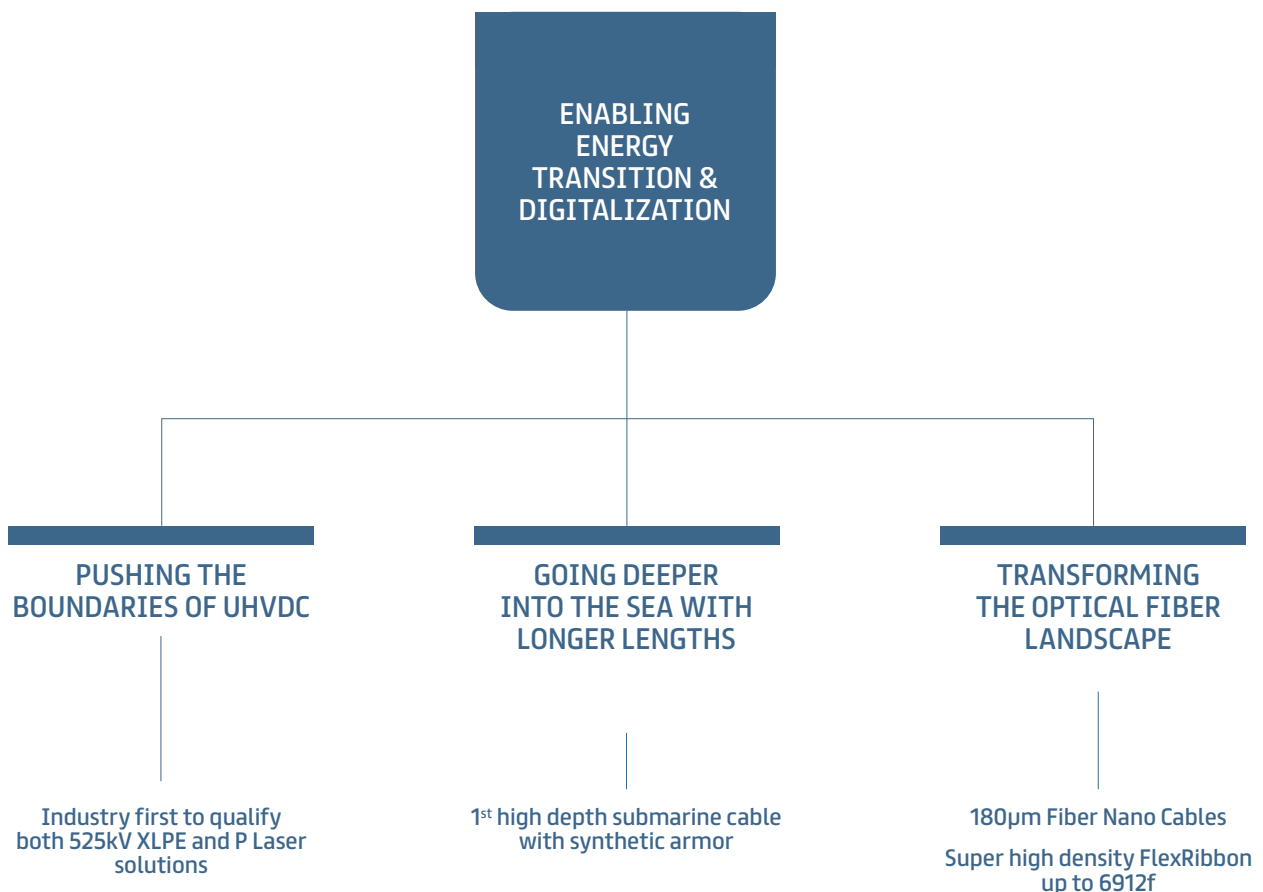 ENABLING
ENERGY
TRANSITION &
DIGITALIZATION
PUSHING THE
BOUNDARIES OF UHVDC
GOING DEEPER
INTO THE SEA WITH
LONGER LENGTHS
TRANSFORMING
THE OPTICAL FIBER
LANDSCAPE
Industry first to qualify
both 525kV XLPE and P Laser
solutions
1st high depth submarine cable
with synthetic armor
180µm Fiber Nano Cables
Super high density FlexRibbon
up to 6912f